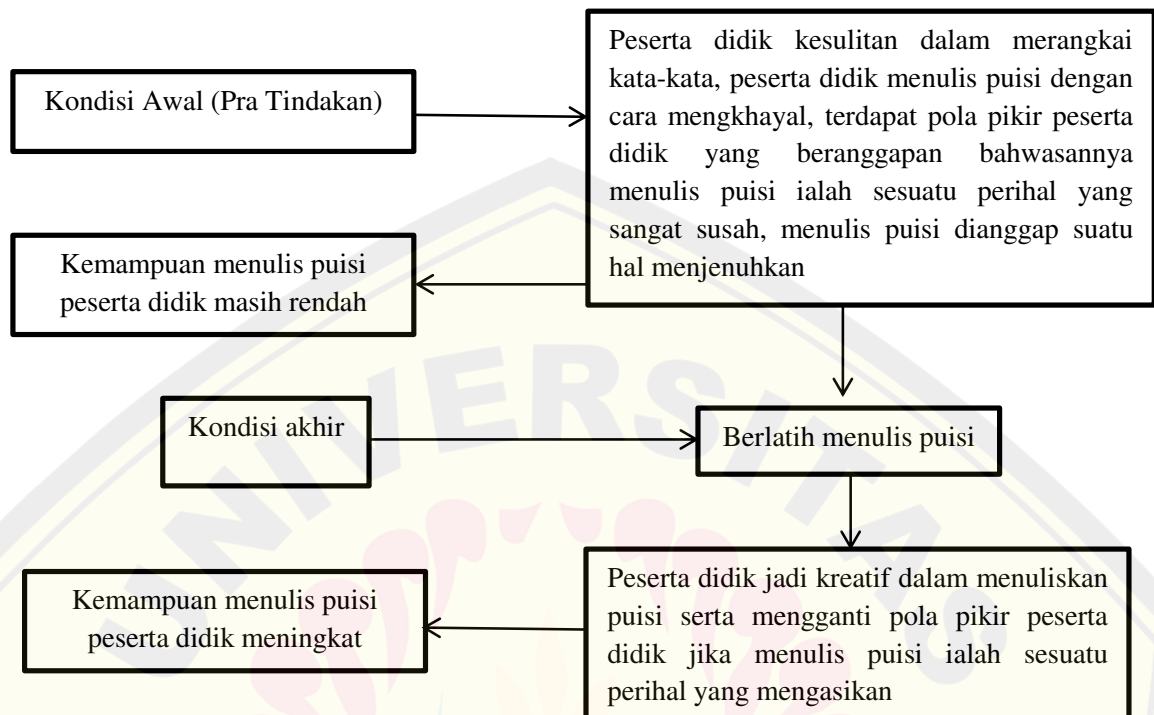 Kondisi Awal (Pra Tindakan)
Peserta didik kesulitan dalam merangkai
kata-kata, peserta didik menulis puisi dengan
cara mengkhayal, terdapat pola pikir peserta
didik yang beranggapan bahwasannya
menulis puisi ialah sesuatu perihal yang
sangat susah, menulis puisi dianggap suatu
hal menjenuhkan
Kemampuan menulis puisi
peserta didik masih rendah
Kondisi akhir
Berlatih menulis puisi
Kemampuan menulis puisi
peserta didik meningkat
Peserta didik jadi kreatif dalam menuliskan
puisi serta mengganti pola pikir peserta
didik jika menulis puisi ialah sesuatu
perihal yang mengasikan
UNIVERSITAS